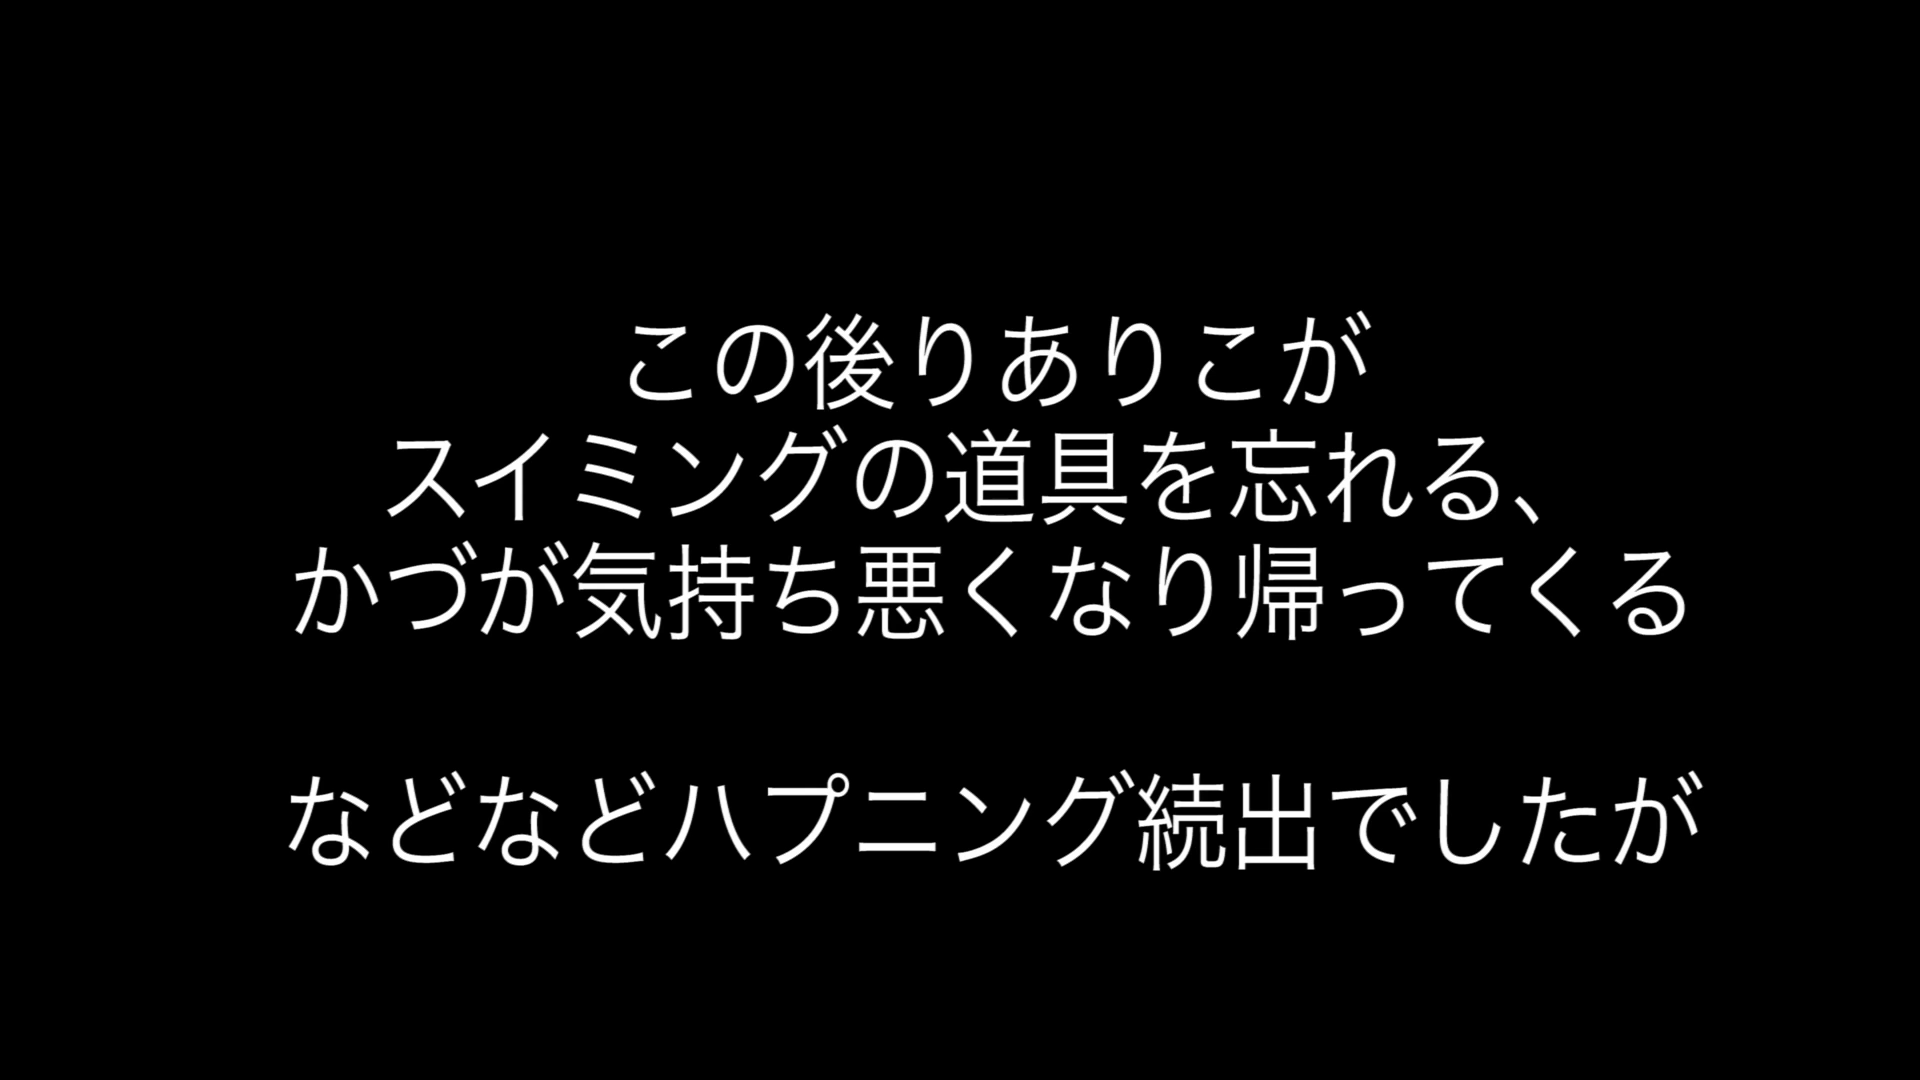 この後りありこが
スイミングの道具を忘れる、
かづが気持ち悪くなり帰ってくる
などなどハプニング続出でしたが